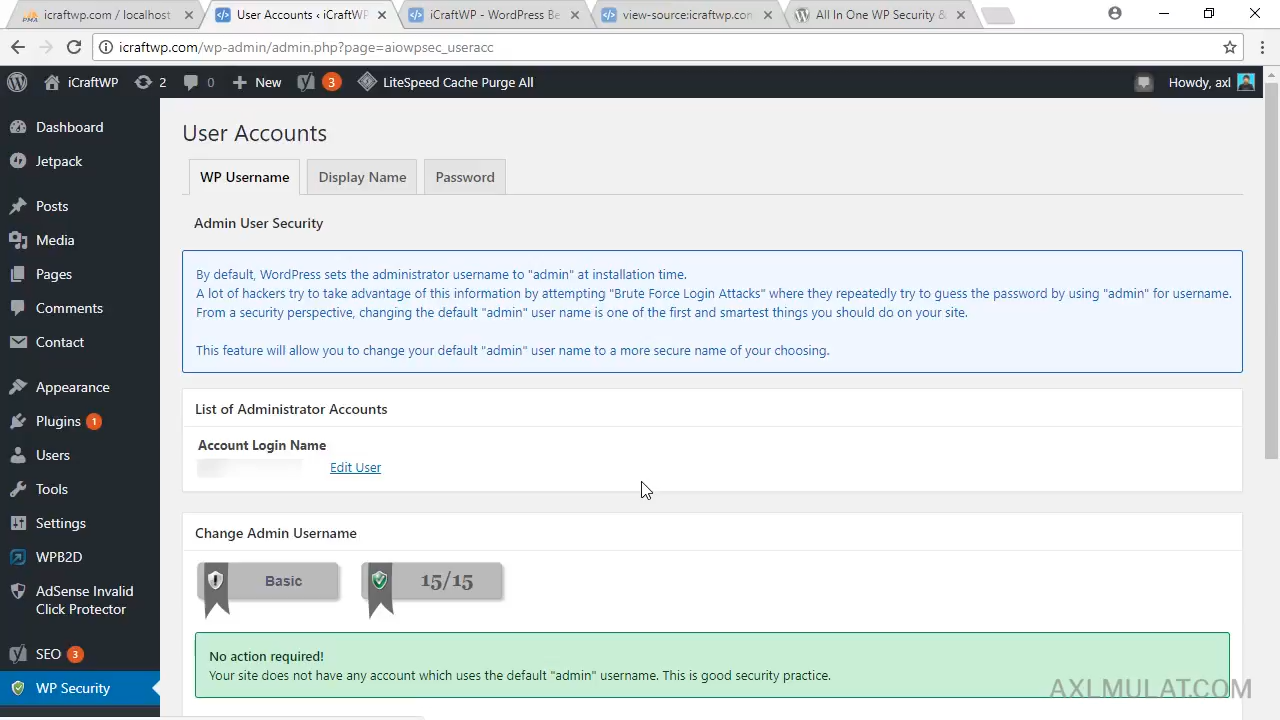 icraftwp.com / localhost
User Accounts ‹ iCraftWP
iCraftWP - WordPress Be
view-source:icraftwp.com
All In One WP Security &
icraftwp.com/wp-admin/admin.php?page=aiowpsec_useracc
iCraftWP
2
0
New
3
LiteSpeed Cache Purge All
Howdy, axl
Dashboard
Jetpack
Posts
Media
Pages
Comments
Contact
Appearance
Plugins 1
Users
Tools
Settings
WPB2D
AdSense Invalid
Click Protector
SEO 3
WP Security
User Accounts
WP Username
Display Name
Password
Admin User Security
By default, WordPress sets the administrator username to "admin" at installation time.
A lot of hackers try to take advantage of this information by attempting "Brute Force Login Attacks" where they repeatedly try to guess the password by using "admin" for username.
From a security perspective, changing the default "admin" user name is one of the first and smartest things you should do on your site.
This feature will allow you to change your default "admin" user name to a more secure name of your choosing.
List of Administrator Accounts
Account Login Name
Edit User
Change Admin Username
Basic
15/15
No action required!
Your site does not have any account which uses the default "admin" username. This is good security practice.
AXLMULAT.COM